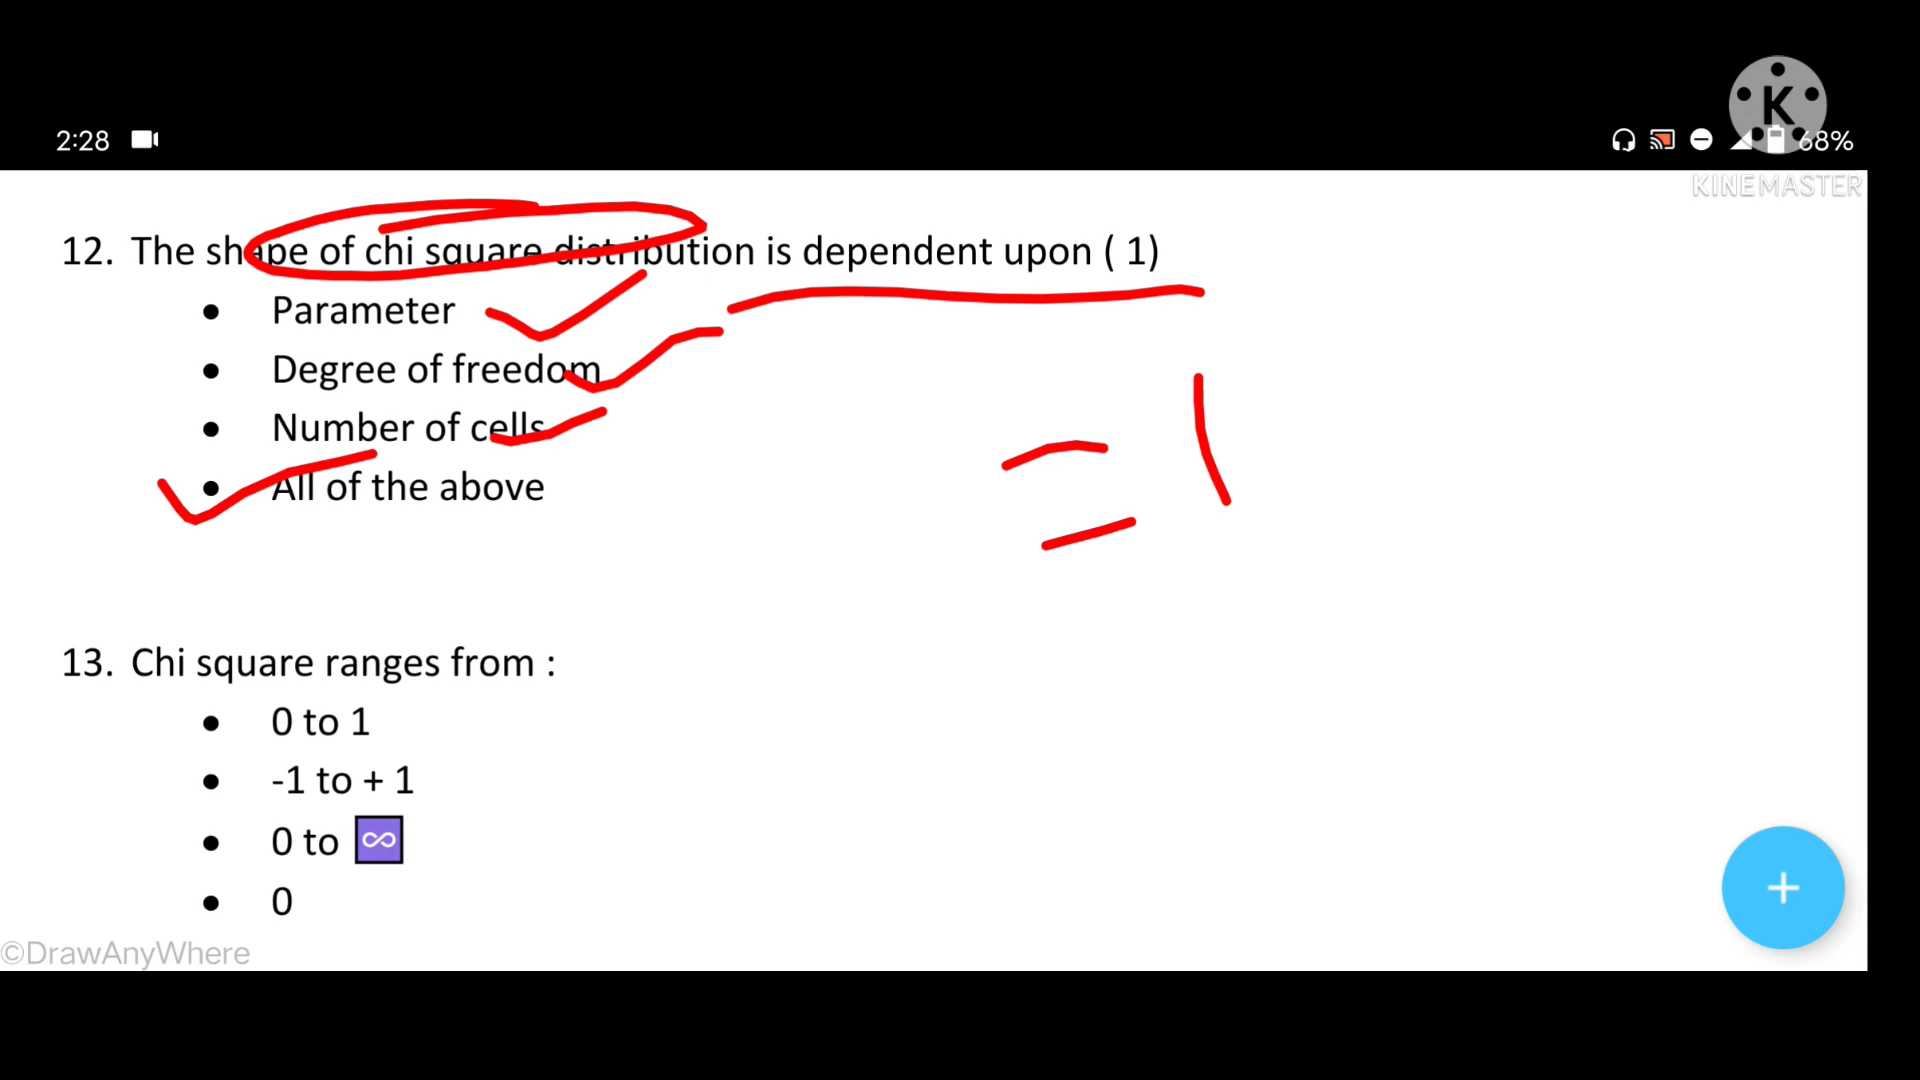 2:28
68%
K
KINEMASTER
12. The shape of chi square distribution is dependent upon ( 1)
• Parameter
• Degree of freedom
• Number of cells
• All of the above
13. Chi square ranges from :
• 0 to 1
• -1 to + 1
• 0 to ∞
• 0
+
©DrawAnyWhere